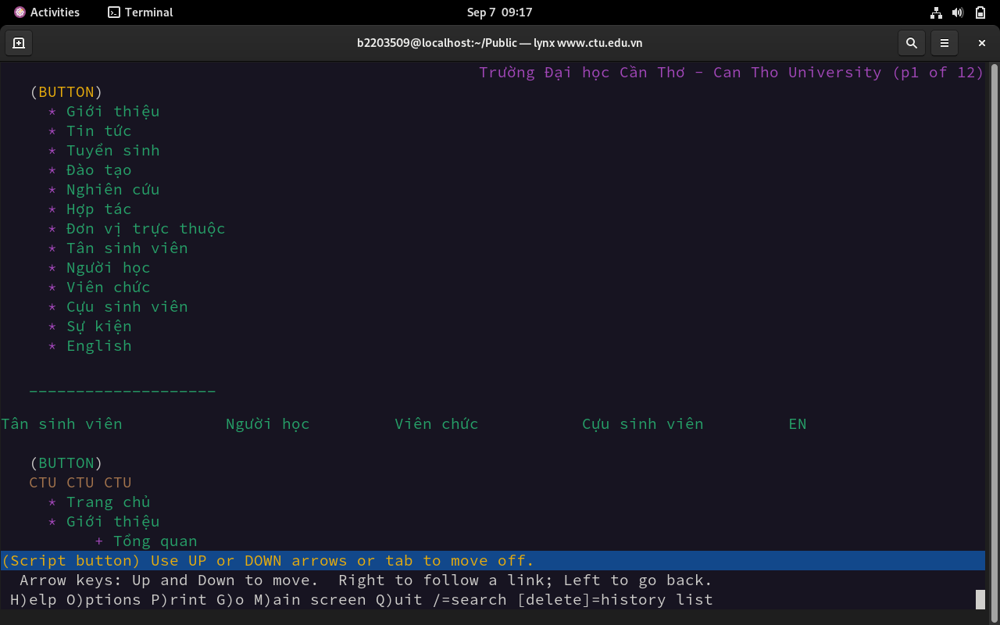 Activities Terminal Sep 7 09:17
b2203509@localhost:~/Public — lynx www.ctu.edu.vn
Trường Đại học Cần Thơ - Can Tho University (p1 of 12)
(BUTTON)
* Giới thiệu
* Tin tức
* Tuyển sinh
* Đào tạo
* Nghiên cứu
* Hợp tác
* Đơn vị trực thuộc
* Tân sinh viên
* Người học
* Viên chức
* Cựu sinh viên
* Sự kiện
* English
____________________
Tân sinh viên Người học Viên chức Cựu sinh viên EN
(BUTTON)
CTU CTU CTU
* Trang chủ
* Giới thiệu
+ Tổng quan
(Script button) Use UP or DOWN arrows or tab to move off.
Arrow keys: Up and Down to move. Right to follow a link; Left to go back.
H)elp O)ptions P)rint G)o M)ain screen Q)uit /=search [delete]=history list